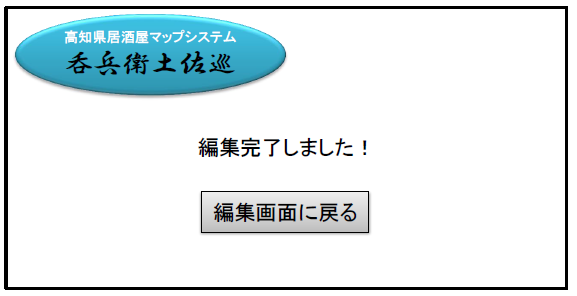 高知県居酒屋マップシステム
呑兵衛土佐巡
編集完了しました！
編集画面に戻る